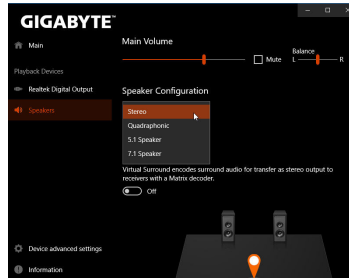 GIGABYTE™
Main
Playback Devices
Realtek Digital Output
Speakers
Device advanced settings
Information
Main Volume
Mute
Balance
L
R
Speaker Configuration
Stereo
Quadraphonic
5.1 Speaker
7.1 Speaker
Virtual Surround encodes surround audio for transfer as stereo output to
receivers with a Matrix decoder.
Off